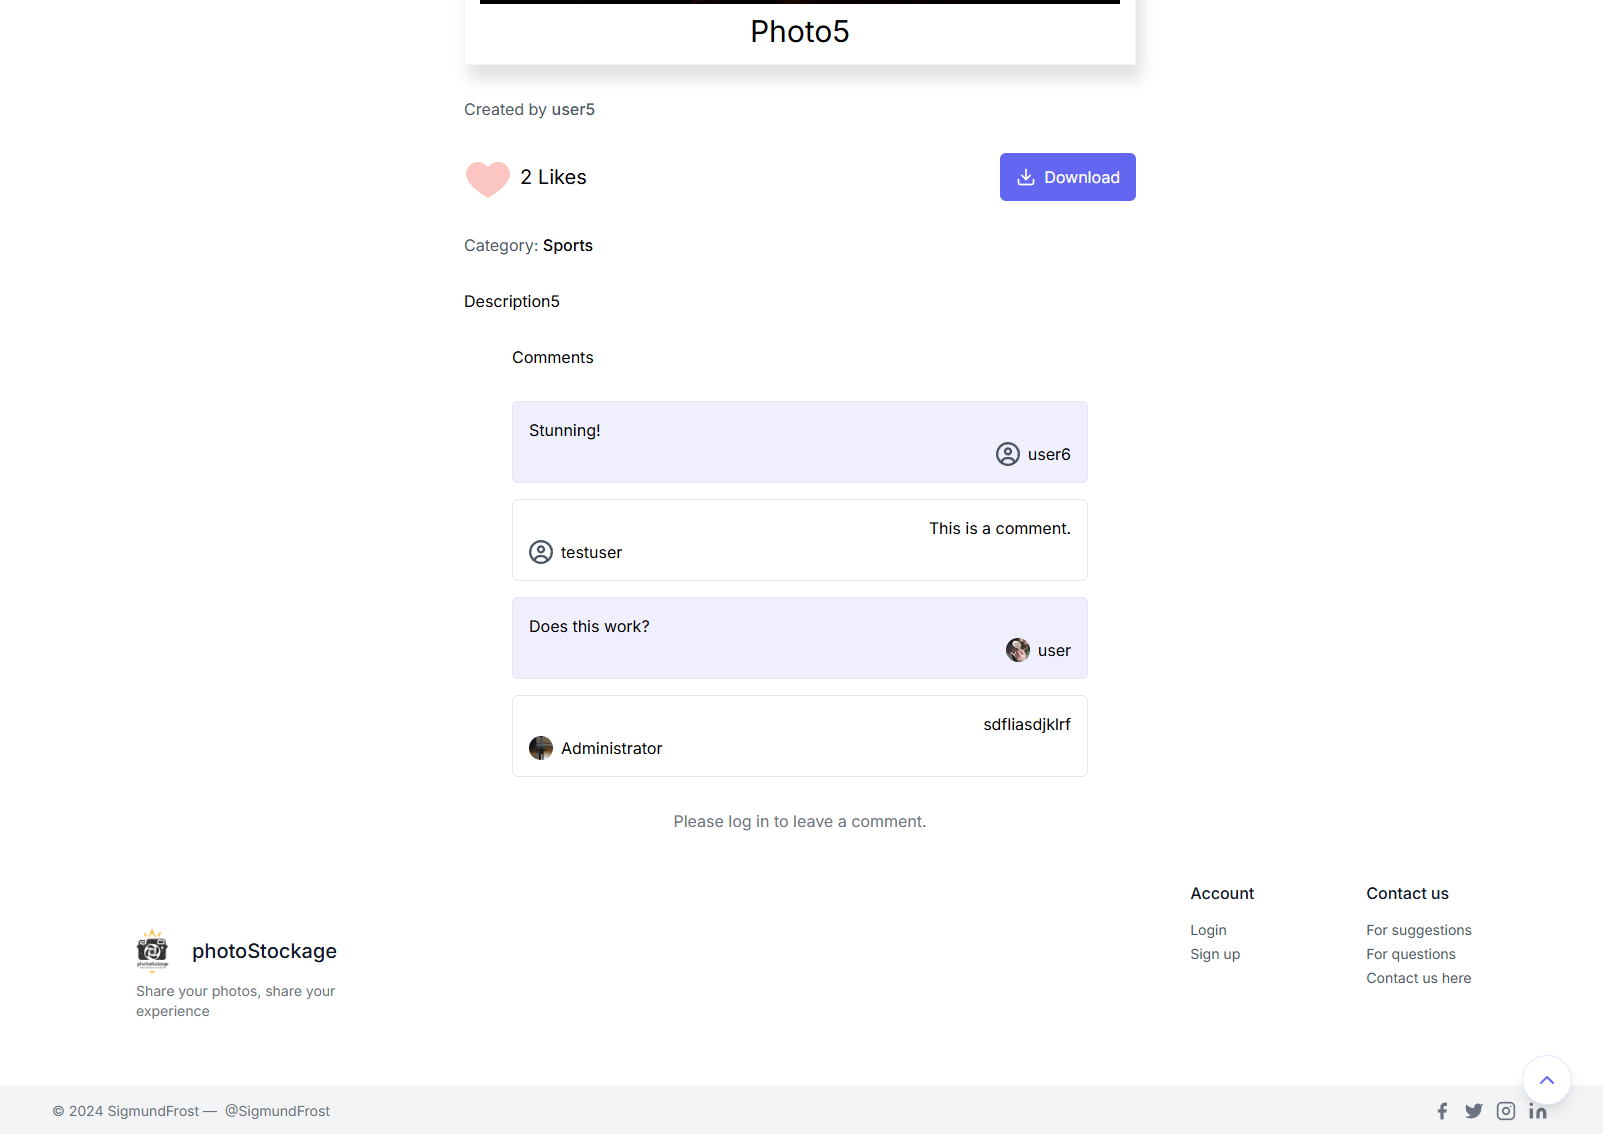 Photo5
Created by user5
2 Likes
Download
Category: Sports
Description5
Comments
Stunning!
user6
This is a comment.
testuser
Does this work?
user
sdfliasdjklrf
Administrator
Please log in to leave a comment.
photoStockage
Share your photos, share your
experience
Account
Login
Sign up
Contact us
For suggestions
For questions
Contact us here
© 2024 SigmundFrost — @SigmundFrost